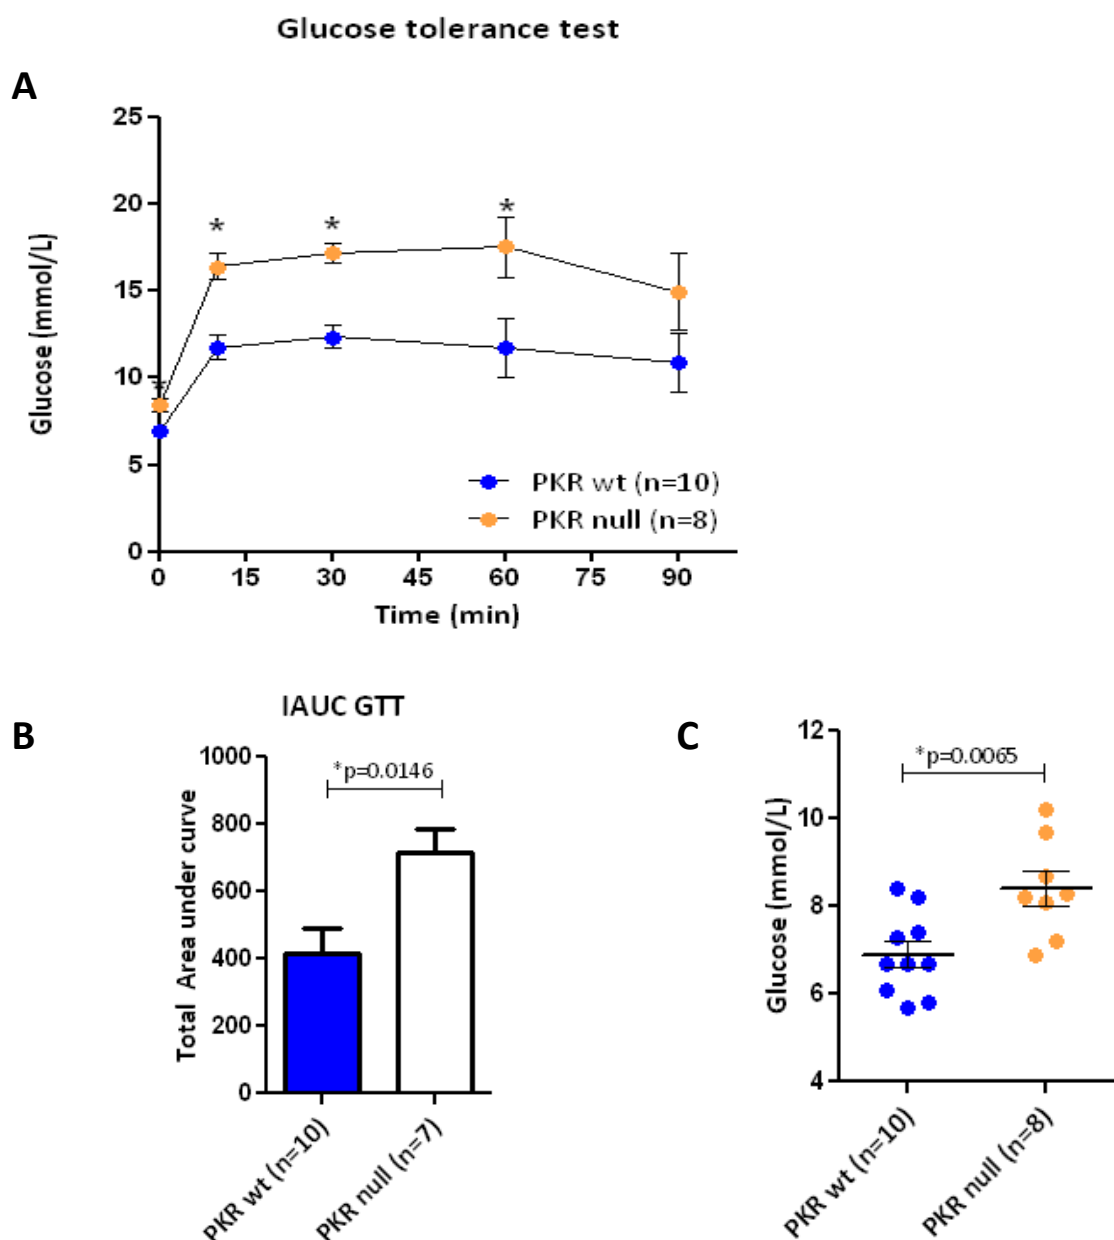 Glucose tolerance test
A
25
20
15
10
5
0
Glucose (mmol/L)
*
*
*
*
PKR wt (n=10)
PKR null (n=8)
0 15 30 45 60 75 90
Time (min)
B
IAUC GTT
1000
800
600
400
200
0
Total Area under curve
*p=0.0146
PKR wt (n=10)
PKR null (n=7)
C
12
10
8
6
4
Glucose (mmol/L)
*p=0.0065
PKR wt (n=10)
PKR null (n=8)